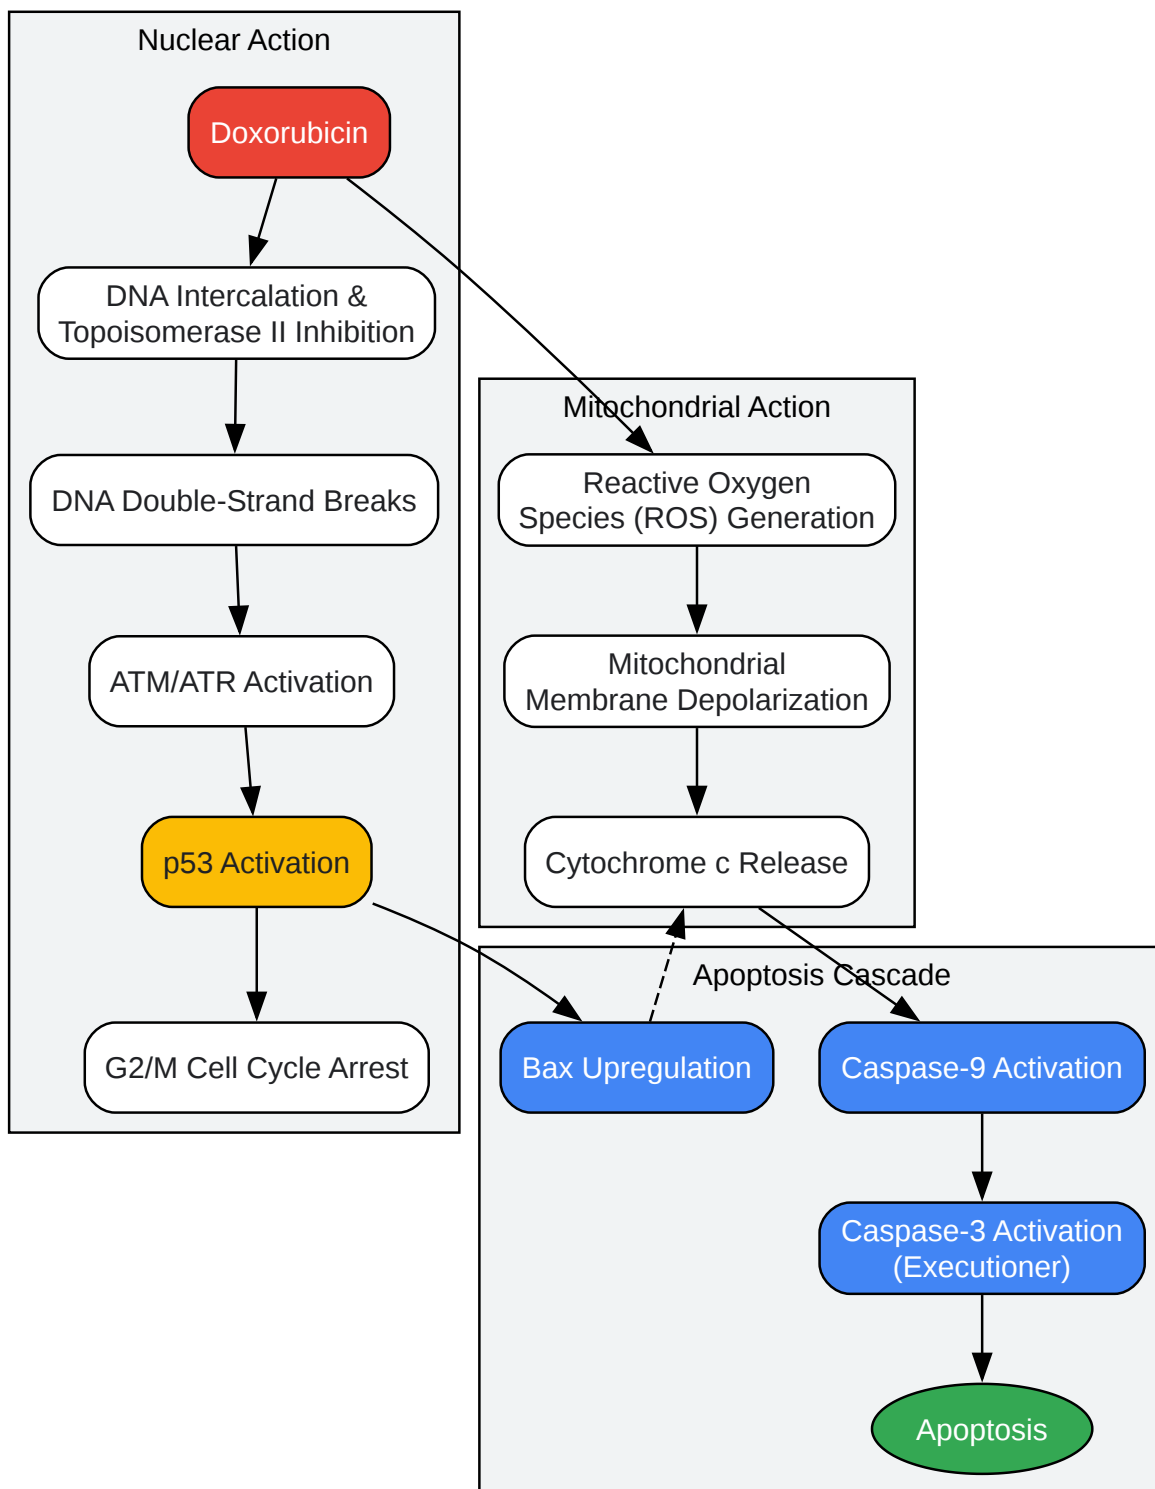 Nuclear Action
Doxorubicin
DNA Intercalation &
Topoisomerase II Inhibition
DNA Double-Strand Breaks
ATM/ATR Activation
p53 Activation
G2/M Cell Cycle Arrest
Mitochondrial Action
Reactive Oxygen
Species (ROS) Generation
Mitochondrial
Membrane Depolarization
Cytochrome c Release
Apoptosis Cascade
Bax Upregulation
Caspase-9 Activation
Caspase-3 Activation
(Executioner)
Apoptosis